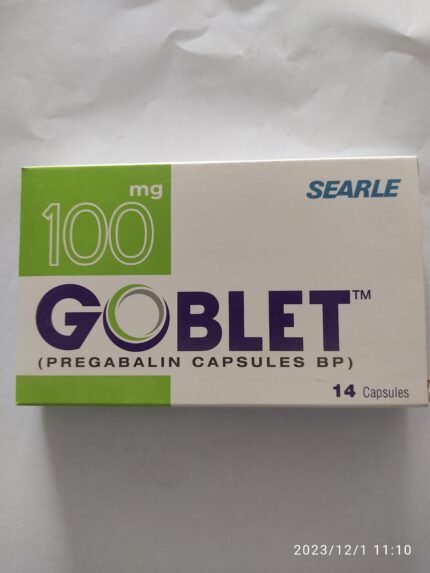 mg
100
SEARLE
GOBLET™
(PREGABALIN CAPSULES BP)
14 Capsules
2023/12/1 11:10